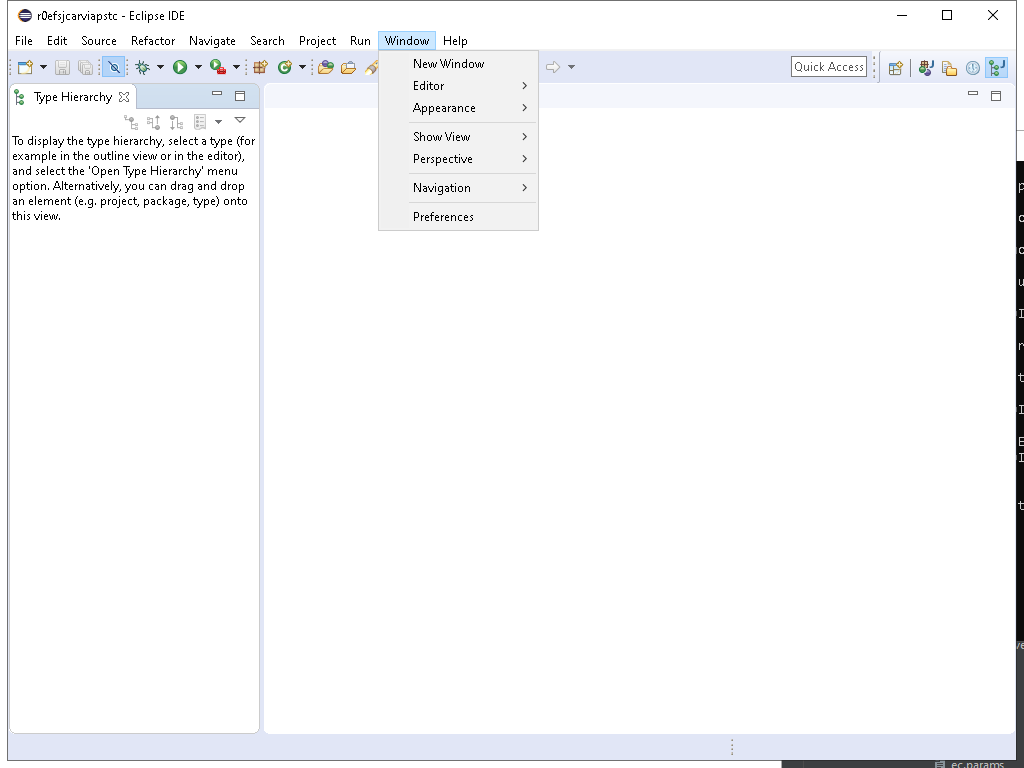 r0efsjcarviapstc - Eclipse IDE
File Edit Source Refactor Navigate Search Project Run Window Help
Quick Access
New Window
Editor
Appearance
Show View
Perspective
Navigation
Preferences
Type Hierarchy
To display the type hierarchy, select a type (for
example in the outline view or in the editor),
and select the 'Open Type Hierarchy' menu
option. Alternatively, you can drag and drop
an element (e.g. project, package, type) onto
this view.
ec.params